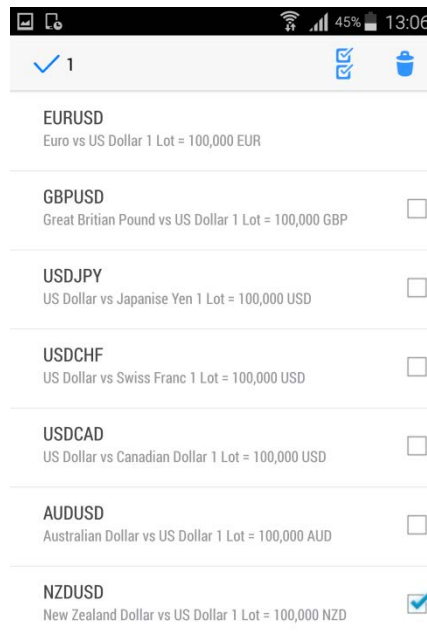 45% 13:06
1
EURUSD
Euro vs US Dollar 1 Lot = 100,000 EUR
GBPUSD
Great Britian Pound vs US Dollar 1 Lot = 100,000 GBP
USDJPY
US Dollar vs Japanise Yen 1 Lot = 100,000 USD
USDCHF
US Dollar vs Swiss Franc 1 Lot = 100,000 USD
USDCAD
US Dollar vs Canadian Dollar 1 Lot = 100,000 USD
AUDUSD
Australian Dollar vs US Dollar 1 Lot = 100,000 AUD
NZDUSD
New Zealand Dollar vs US Dollar 1 Lot = 100,000 NZD